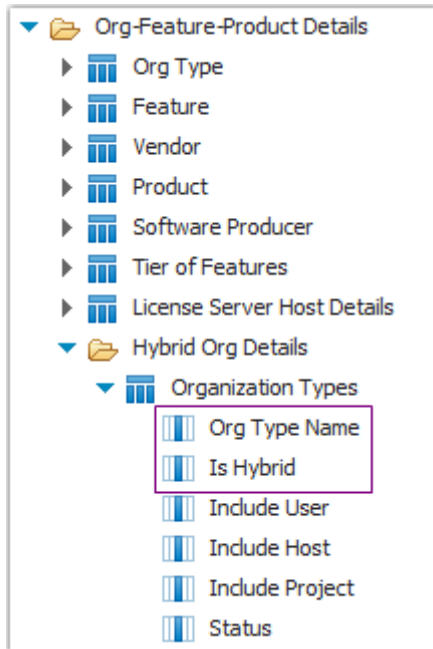 Org-Feature-Product Details
Org Type
Feature
Vendor
Product
Software Producer
Tier of Features
License Server Host Details
Hybrid Org Details
Organization Types
Org Type Name
Is Hybrid
Include User
Include Host
Include Project
Status